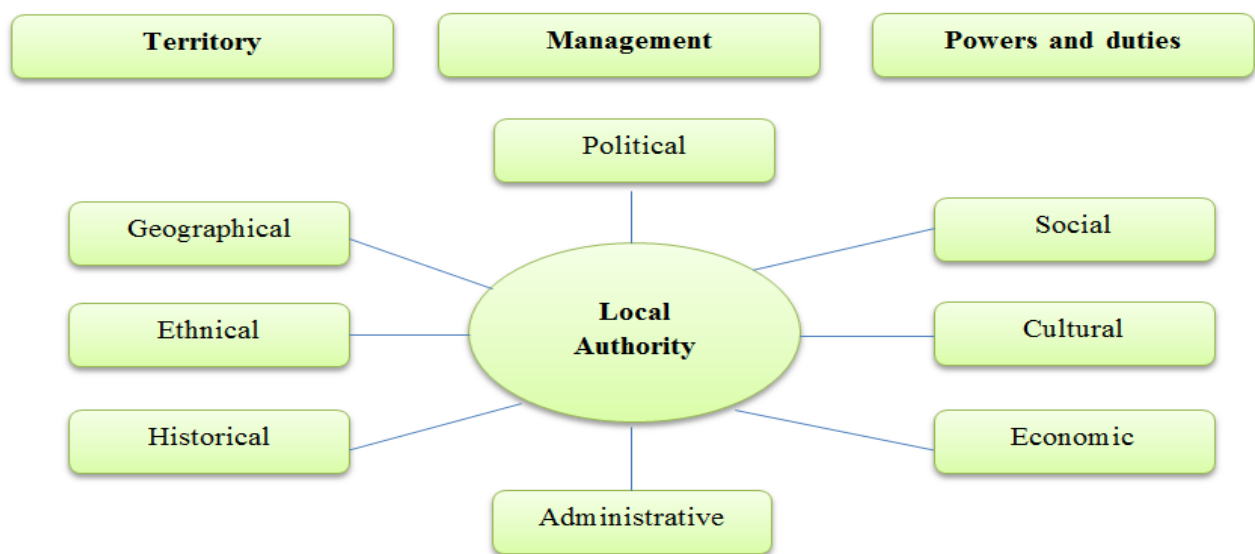 Territory
Management
Powers and duties
Political
Geographical
Social
Ethnical
Local
Authority
Cultural
Historical
Economic
Administrative